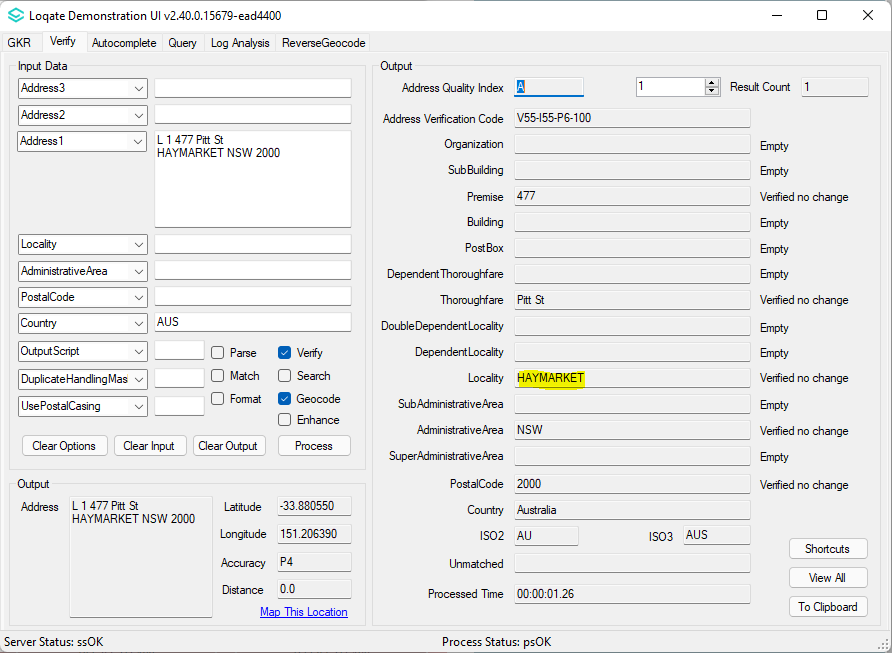 Loqate Demonstration UI v2.40.0.15679-ead4400
GKR Verify Autocomplete Query Log Analysis ReverseGeocode
Input Data
Address3
Address2
Address1 L 1 477 Pitt St
HAYMARKET NSW 2000
Locality
AdministrativeArea
PostalCode
Country AUS
OutputScript Parse Verify
DuplicateHandlingMas Match Search
UsePostalCasing Format Geocode
Enhance
Clear Options Clear Input Clear Output Process
Output
Address L 1 477 Pitt St
HAYMARKET NSW 2000
Latitude -33.880550
Longitude 151.206390
Accuracy P4
Distance 0.0
Map This Location
Output
Address Quality Index A 1 Result Count 1
Address Verification Code V55-I55-P6-100
Organization Empty
SubBuilding Empty
Premise 477 Verified no change
Building Empty
PostBox Empty
DependentThoroughfare Empty
Thoroughfare Pitt St Verified no change
DoubleDependentLocality Empty
DependentLocality Empty
Locality HAYMARKET Verified no change
SubAdministrativeArea Empty
AdministrativeArea NSW Verified no change
SuperAdministrativeArea Empty
PostalCode 2000 Verified no change
Country Australia
ISO2 AU ISO3 AUS
Unmatched
Processed Time 00:00:01.26
Shortcuts
View All
To Clipboard
Server Status: ssOK Process Status: psOK